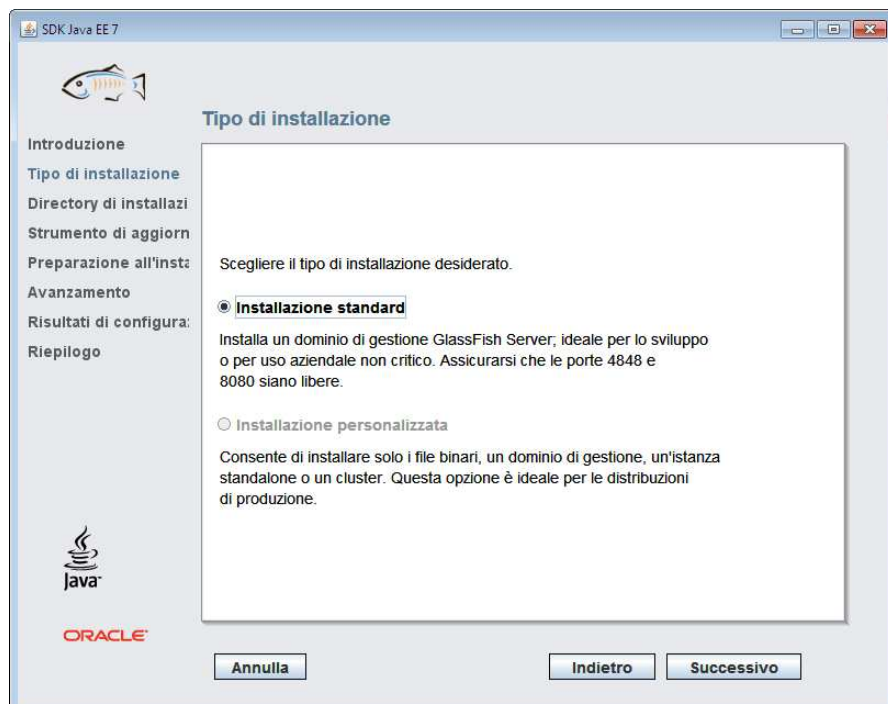 SDK Java EE 7
Tipo di installazione
Introduzione
Tipo di installazione
Directory di installazi
Strumento di aggiorn
Preparazione all'insta
Avanzamento
Risultati di configura:
Riepilogo
Scegliere il tipo di installazione desiderato.
Installazione standard
Installa un dominio di gestione GlassFish Server; ideale per lo sviluppo
o per uso aziendale non critico. Assicurarsi che le porte 4848 e
8080 siano libere.
Installazione personalizzata
Consente di installare solo i file binari, un dominio di gestione, un'istanza
standalone o un cluster. Questa opzione è ideale per le distribuzioni
di produzione.
Java
ORACLE
Annulla
Indietro
Successivo